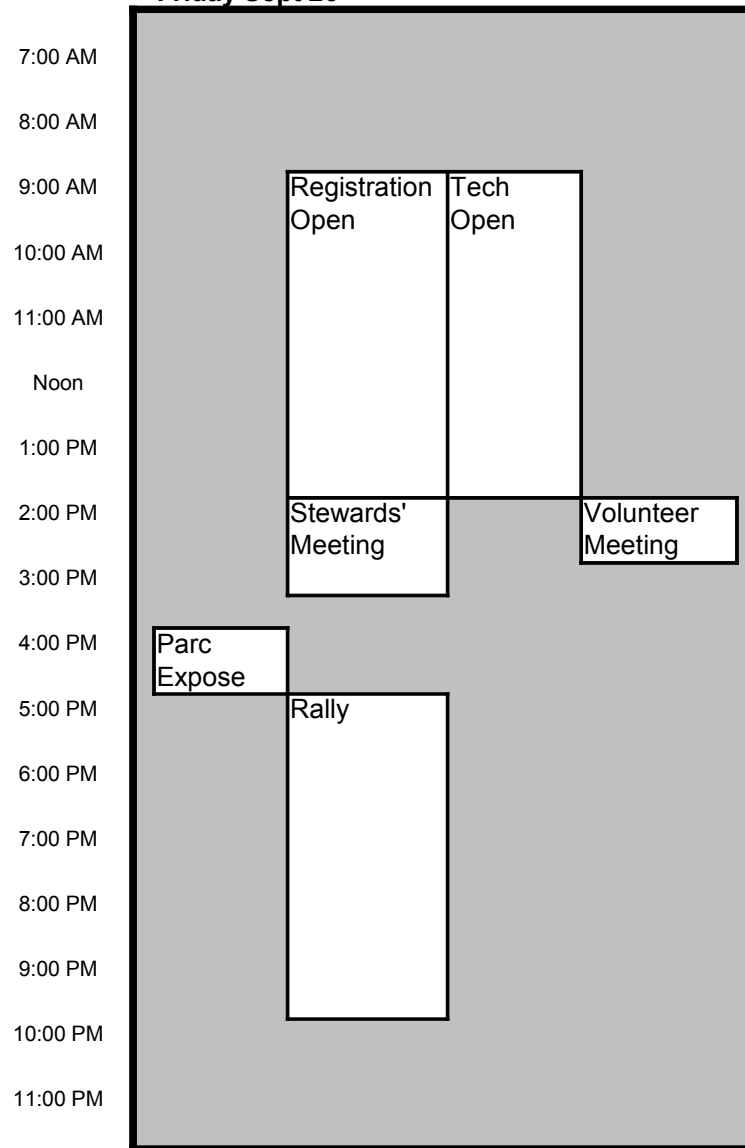 7:00 AM
8:00 AM
9:00 AM
Registration
Open
Tech
Open
10:00 AM
11:00 AM
Noon
1:00 PM
2:00 PM
Stewards'
Meeting
Volunteer
Meeting
3:00 PM
4:00 PM
Parc
Expose
5:00 PM
Rally
6:00 PM
7:00 PM
8:00 PM
9:00 PM
10:00 PM
11:00 PM